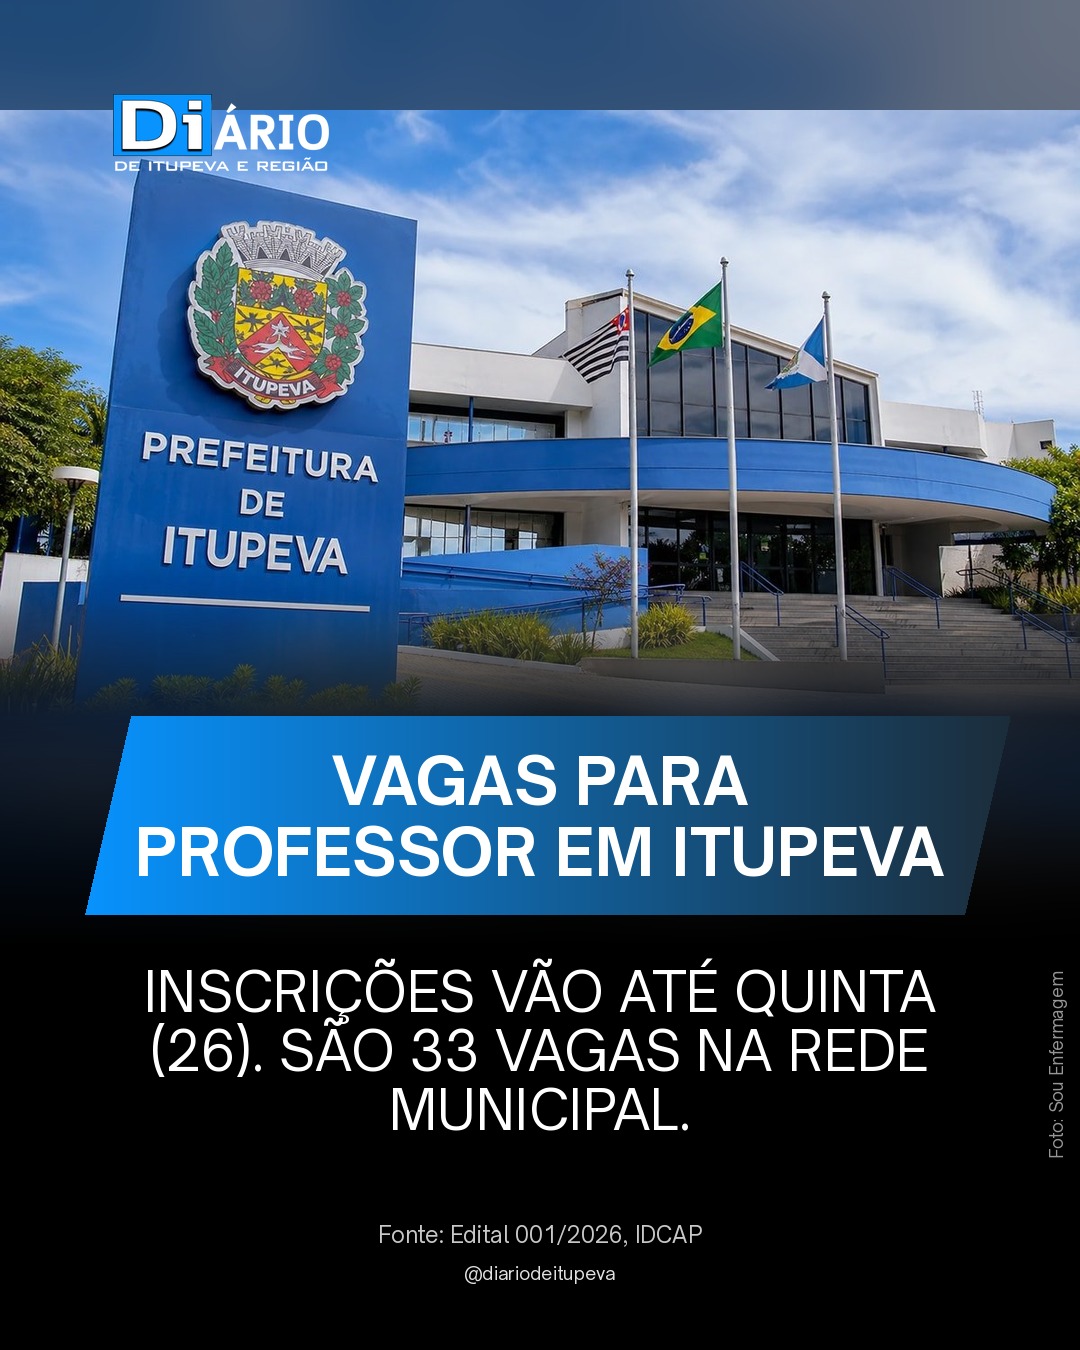 DiÁRIO
DE ITUPEVA E REGIÃO
ITUPEVA
PREFEITURA
DE
ITUPEVA
VAGAS PARA
PROFESSOR EM ITUPEVA
INSCRIÇÕES VÃO ATÉ QUINTA
(26). SÃO 33 VAGAS NA REDE
MUNICIPAL.
Foto: Sou Enfermagem
Fonte: Edital 001/2026, IDCAP
@diariodeitupeva